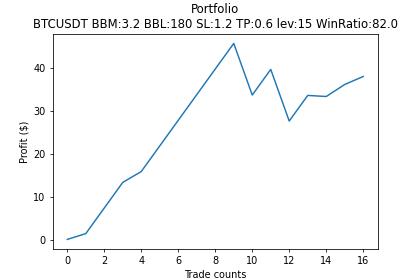 Portfolio
BTCUSDT BBM:3.2 BBL:180 SL:1.2 TP:0.6 lev:15 WinRatio:82.0
40
30
20
10
0
Profit ($)
0 2 4 6 8 10 12 14 16
Trade counts